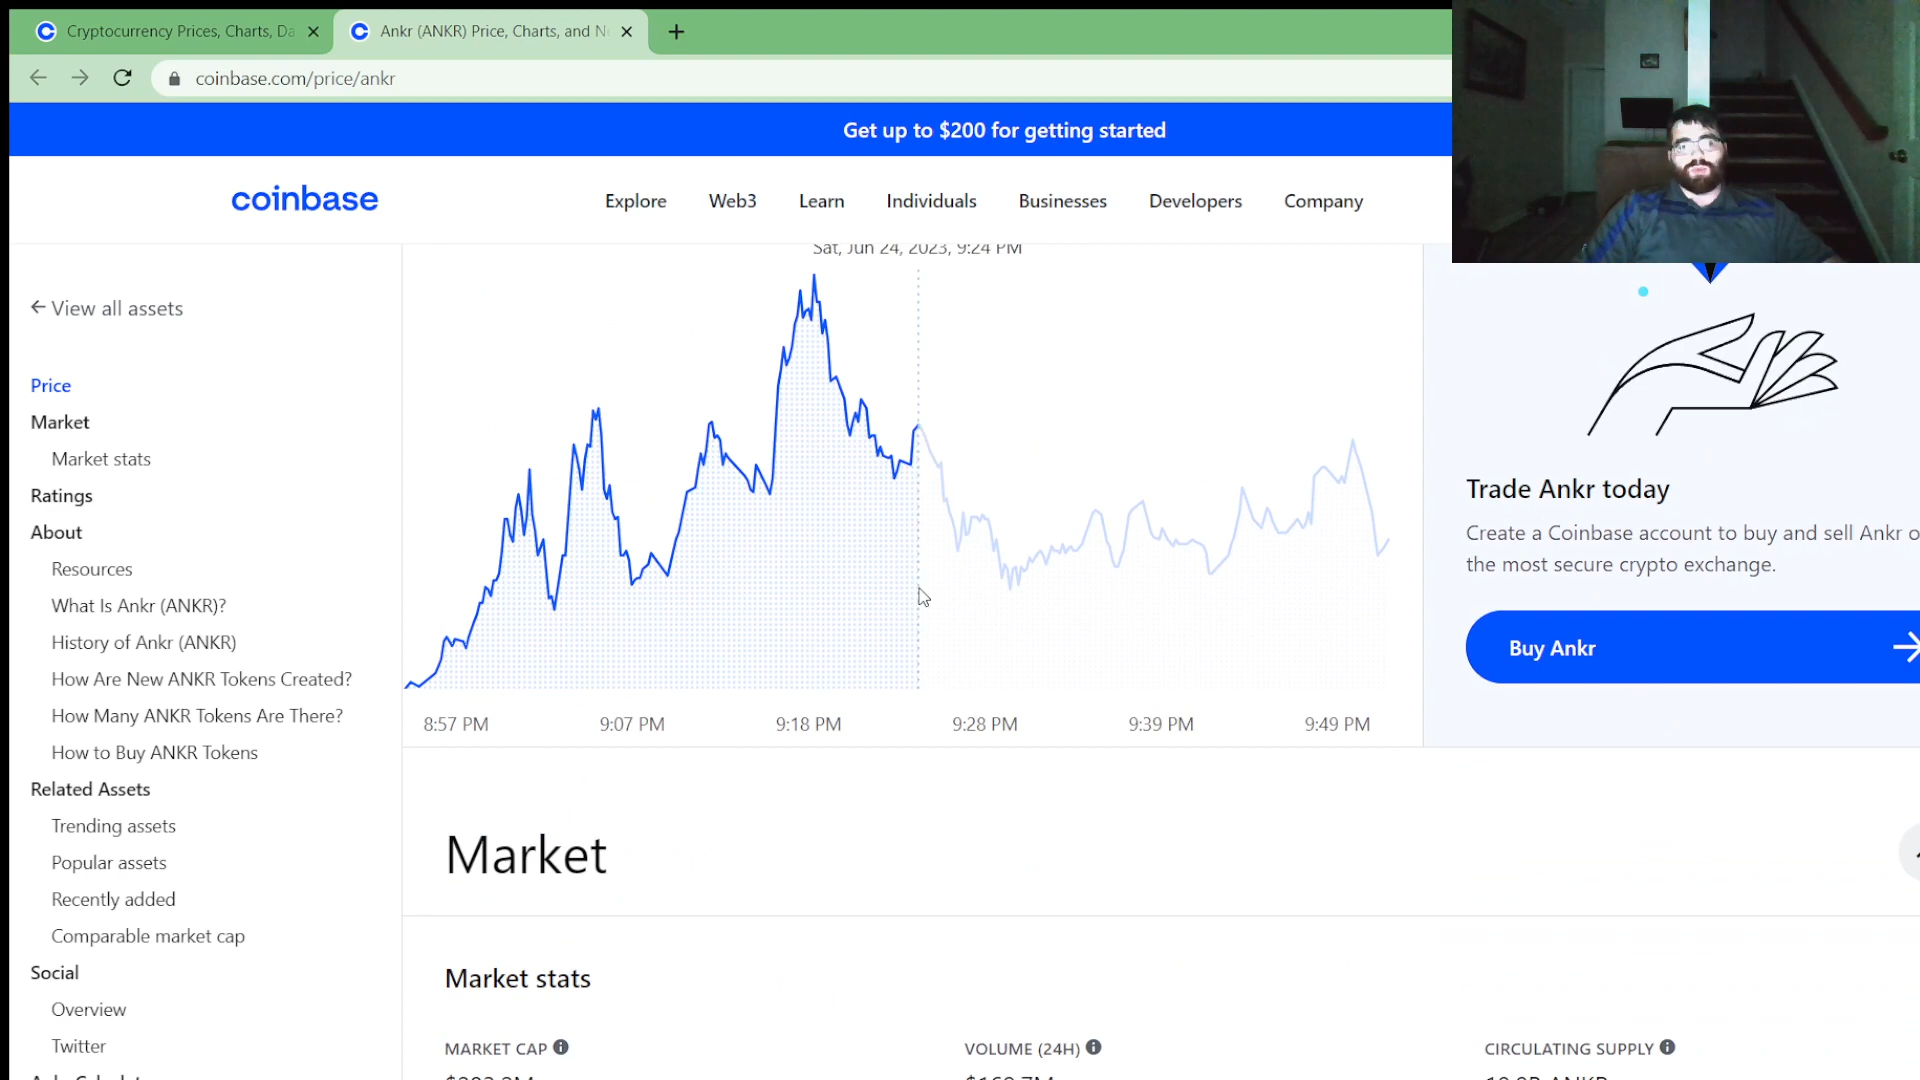 Cryptocurrency Prices, Charts, Da
Ankr (ANKR) Price, Charts, and N
coinbase.com/price/ankr
Get up to $200 for getting started
coinbase
Explore Web3 Learn Individuals Businesses Developers Company
Sat, Jun 24, 2023, 9:24 PM
View all assets
Price
Market
Market stats
Ratings
About
Resources
What Is Ankr (ANKR)?
History of Ankr (ANKR)
How Are New ANKR Tokens Created?
How Many ANKR Tokens Are There?
How to Buy ANKR Tokens
Related Assets
Trending assets
Popular assets
Recently added
Comparable market cap
Social
Overview
Twitter
8:57 PM 9:07 PM 9:18 PM 9:28 PM 9:39 PM 9:49 PM
Trade Ankr today
Create a Coinbase account to buy and sell Ankr o
the most secure crypto exchange.
Buy Ankr
Market
Market stats
MARKET CAP VOLUME (24H) CIRCULATING SUPPLY